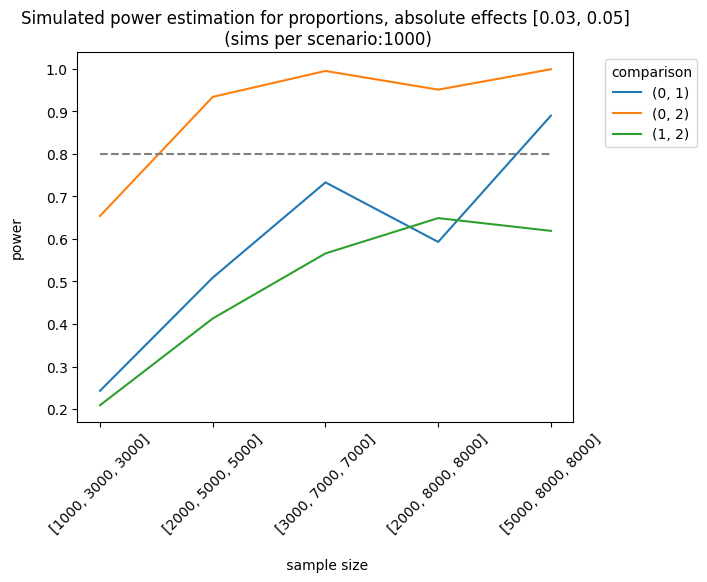 Simulated power estimation for proportions, absolute effects [0.03, 0.05]
(sims per scenario:1000)
comparison
(0, 1)
(0, 2)
(1, 2)
1.0
0.9
0.8
0.7
0.6
0.5
0.4
0.3
0.2
power
[1000, 3000, 3000]
[2000, 5000, 5000]
[3000, 7000, 7000]
[2000, 8000, 8000]
[5000, 8000, 8000]
sample size